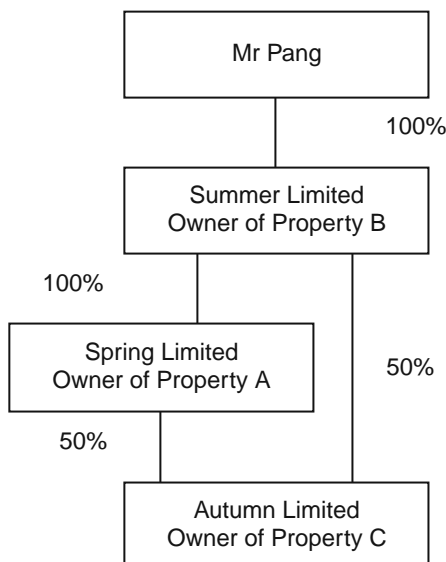 Mr Pang
100%
Summer Limited
Owner of Property B
100%
Spring Limited
Owner of Property A
50%
50%
Autumn Limited
Owner of Property C